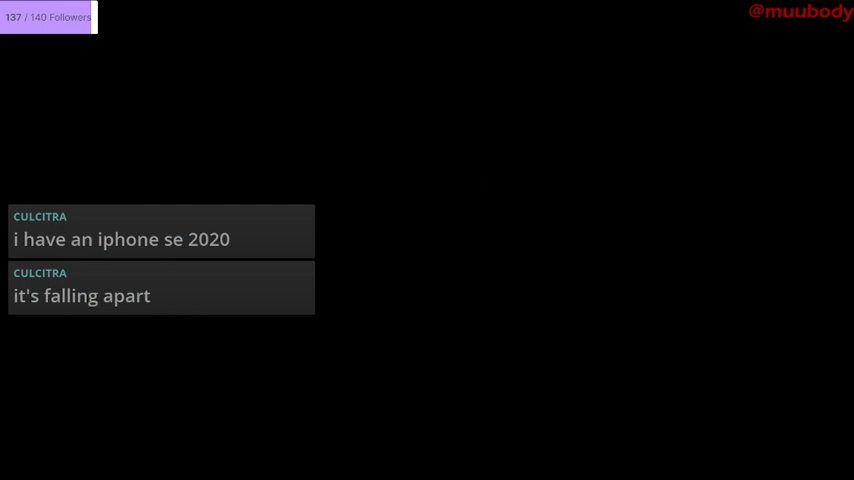 137 / 140 Followers
@muubody
CULCITRA
i have an iphone se 2020
CULCITRA
it's falling apart